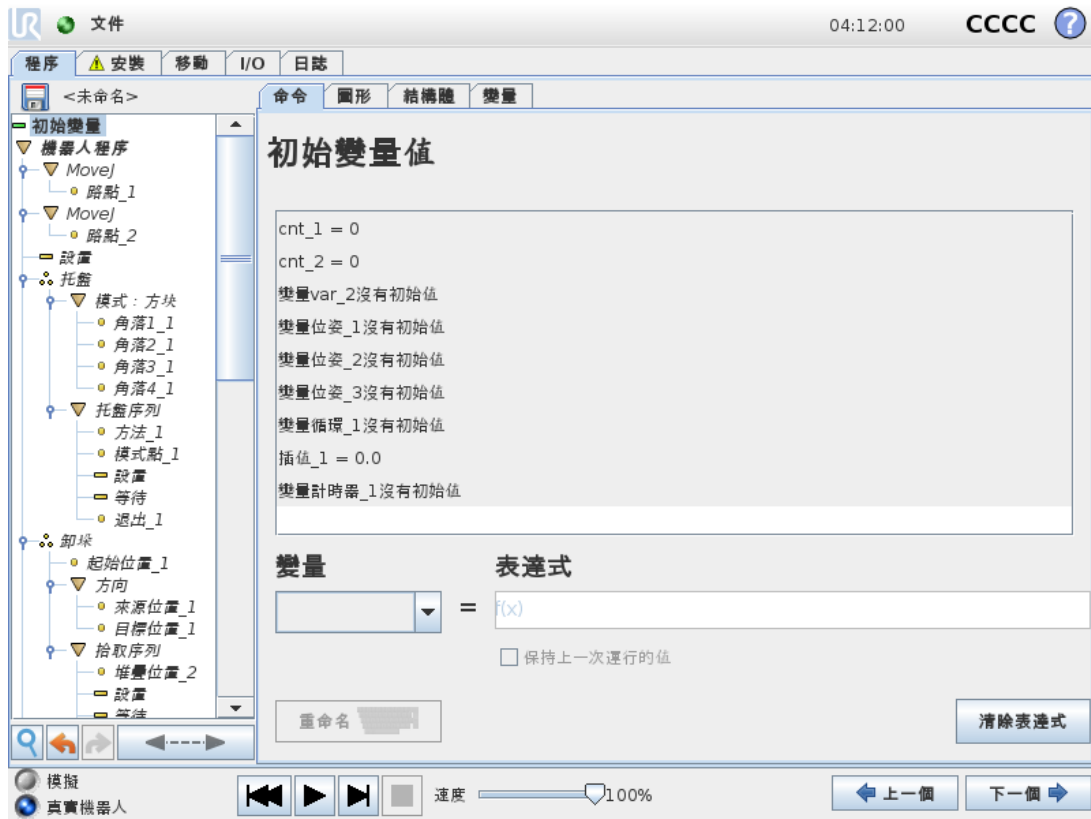 UR 文件 04:12:00 CCCC ?
程序 安裝 移動 I/O 日誌
<未命名> 命令 圖形 結構體 變量
初始變量
機器人程序
MoveJ
路點_1
MoveJ
路點_2
設置
托盤
模式：方块
角落1_1
角落2_1
角落3_1
角落4_1
托盤序列
方法_1
模式點_1
設置
等待
退出_1
卸垛
起始位置_1
方向
來源位置_1
目標位置_1
拾取序列
堆疊位置_2
設置
等待
初始變量值
cnt_1 = 0
cnt_2 = 0
變量var_2沒有初始值
變量位姿_1沒有初始值
變量位姿_2沒有初始值
變量位姿_3沒有初始值
變量循環_1沒有初始值
插值_1 = 0.0
變量計時器_1沒有初始值
變量 表達式
= f(x)
保持上一次運行的值
重命名 清除表達式
模擬
真實機器人
速度 100% 上一個 下一個